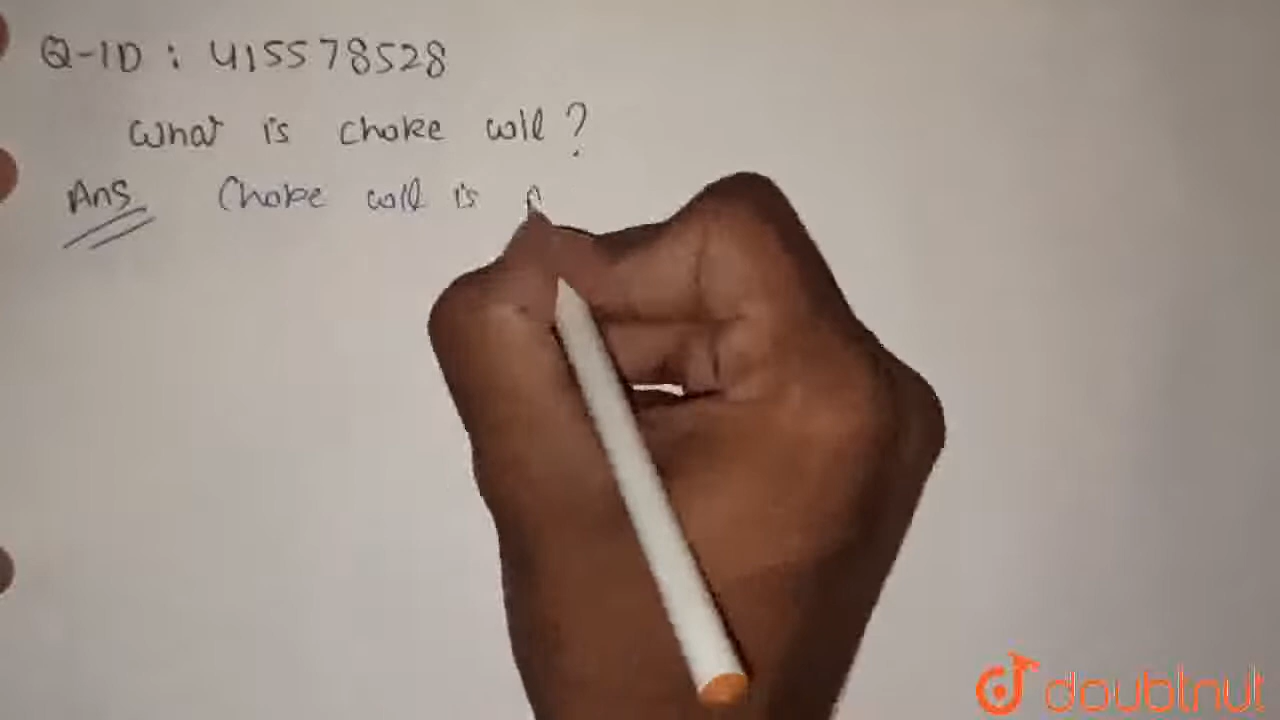 Q-ID : 415578528
What is choke coil?
Ans Choke coil is a
doubtnut